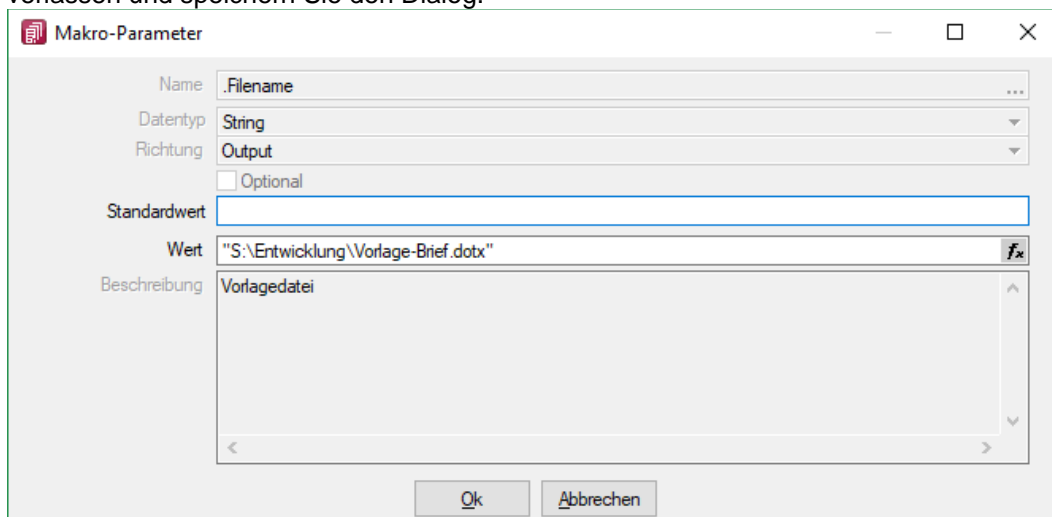 verlassen und speichern Sie den Dialog.
Makro-Parameter
Name .Filename ...
Datentyp String
Richtung Output
Optional
Standardwert
Wert "S:\Entwicklung\Vorlage-Brief.dotx" fx
Beschreibung Vorlagedatei
Ok Abbrechen